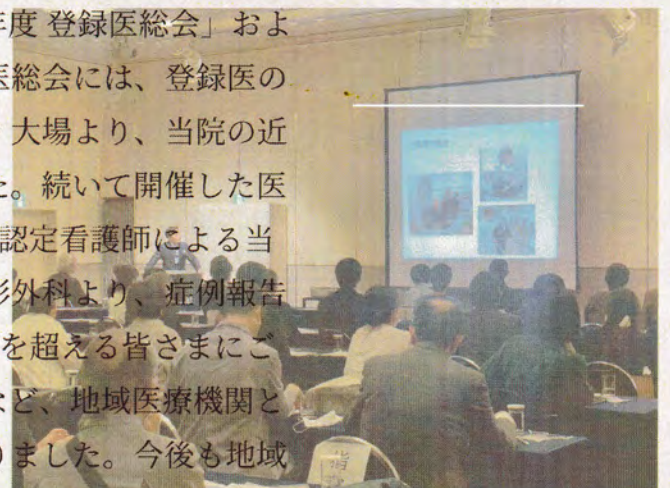 年度 登録医総会」およ
医総会には、登録医の
大場より、当院の近
た。続いて開催した医
認定看護師による当
形外科より、症例報告
を超える皆さまにご
など、地域医療機関と
りました。今後も地域